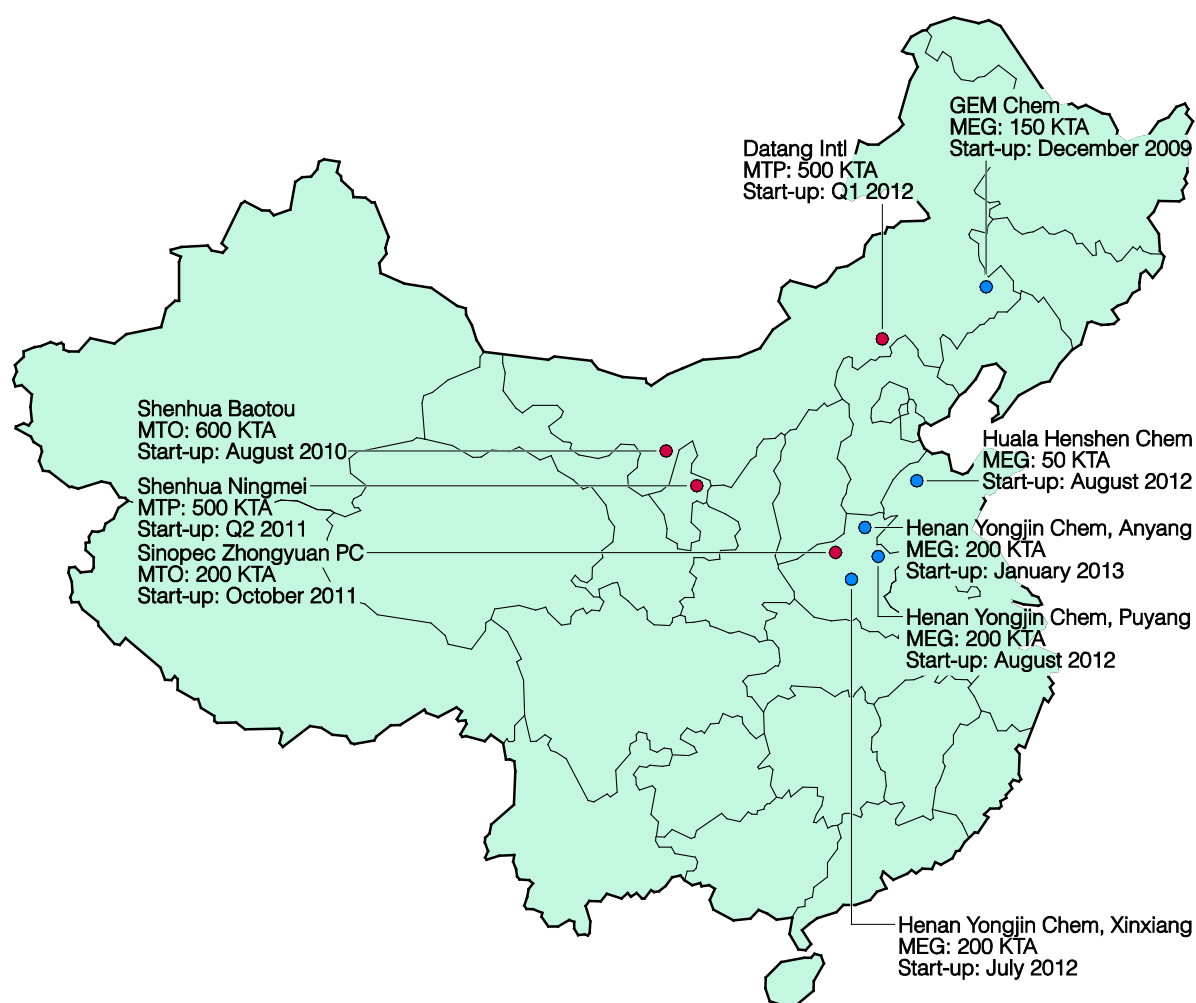 GEM Chem
MEG: 150 KTA
Start-up: December 2009
Datang Intl
MTP: 500 KTA
Start-up: Q1 2012
Shenhua Baotou
MTO: 600 KTA
Start-up: August 2010
Huala Henshen Chem
MEG: 50 KTA
Start-up: August 2012
Shenhua Ningmei
MTP: 500 KTA
Start-up: Q2 2011
Henan Yongjin Chem, Anyang
MEG: 200 KTA
Start-up: January 2013
Sinopec Zhongyuan PC
MTO: 200 KTA
Start-up: October 2011
Henan Yongjin Chem, Puyang
MEG: 200 KTA
Start-up: August 2012
Henan Yongjin Chem, Xinxiang
MEG: 200 KTA
Start-up: July 2012